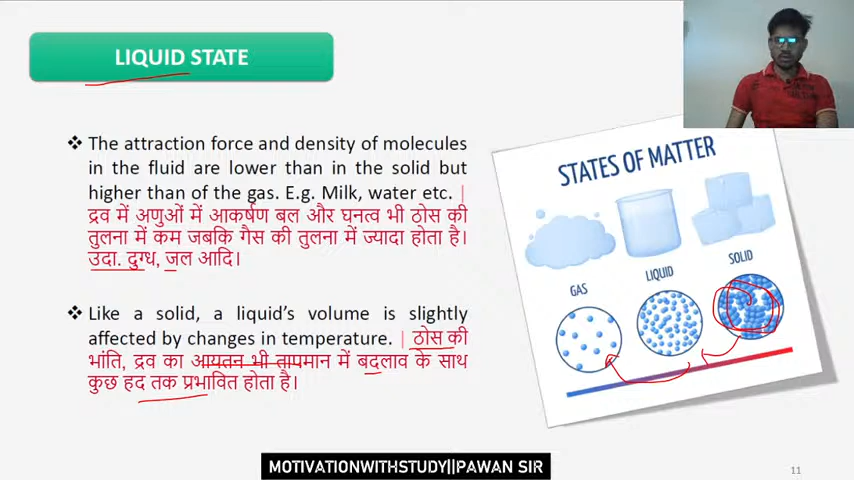 LIQUID STATE
❖ The attraction force and density of molecules
in the fluid are lower than in the solid but
higher than of the gas. E.g. Milk, water etc. |
द्रव में अणुओं में आकर्षण बल और घनत्व भी ठोस की
तुलना में कम जबकि गैस की तुलना में ज्यादा होता है।
उदा. दुग्ध, जल आदि।
❖ Like a solid, a liquid's volume is slightly
affected by changes in temperature. | ठोस की
भांति, द्रव का आयतन भी तापमान में बदलाव के साथ
कुछ हद तक प्रभावित होता है।
STATES OF MATTER
GAS
LIQUID
SOLID
MOTIVATIONWITHSTUDY||PAWAN SIR
11